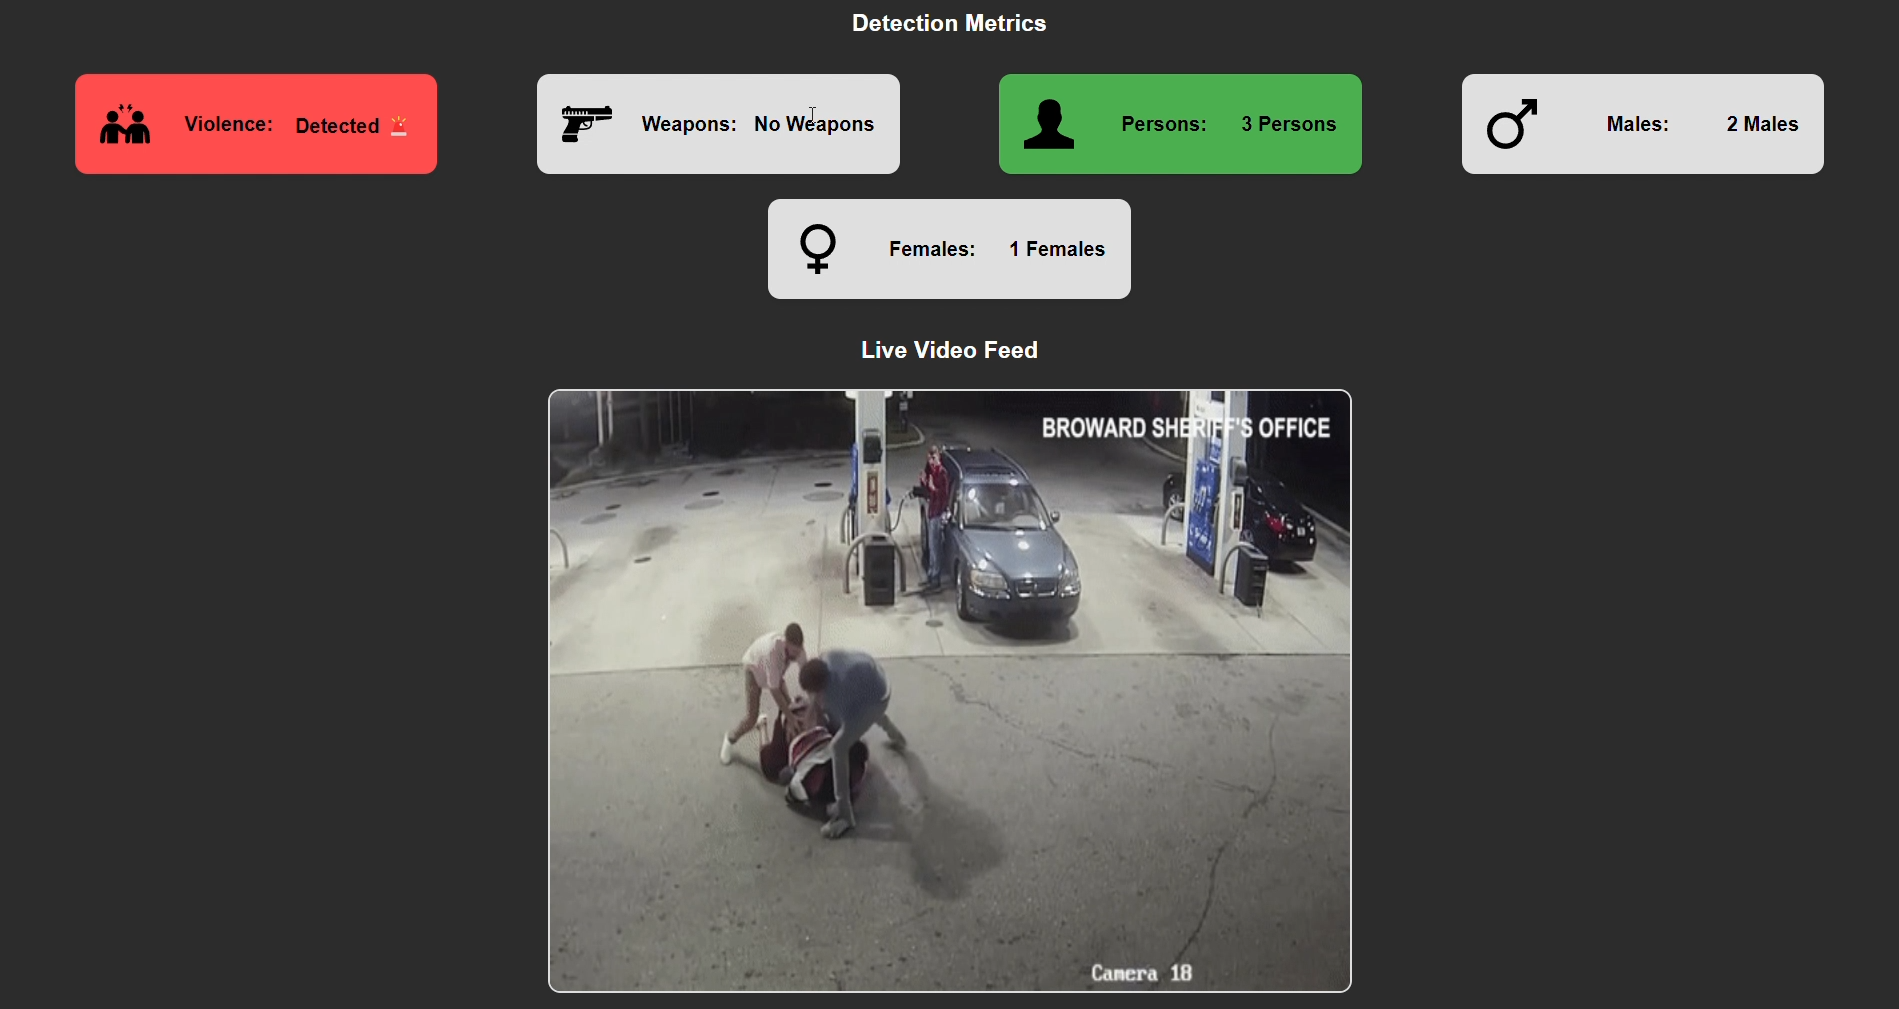 Detection Metrics
Violence: Detected
Weapons: No Weapons
Persons: 3 Persons
Males: 2 Males
Females: 1 Females
Live Video Feed
BROWARD SHERIFF'S OFFICE
Camera 18